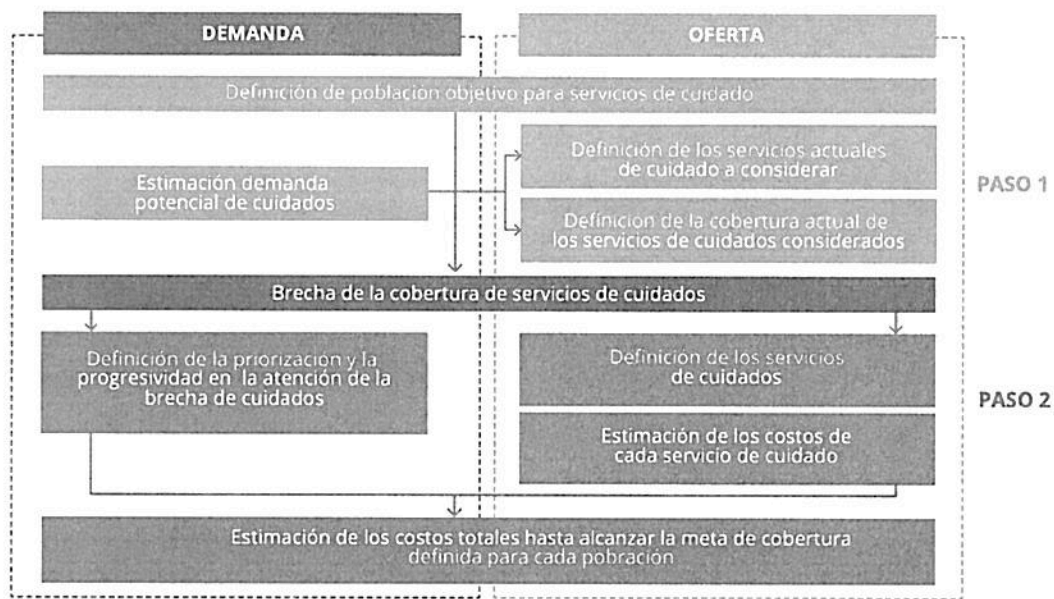 DEMANDA
OFERTA
Definición de población objetivo para servicios de cuidado
Estimación demanda
potencial de cuidados
Definición de los servicios actuales
de cuidado a considerar
Definicion de la cobertura actual de
los servicios de cuidados considerados
PASO 1
Brecha de la cobertura de servicios de cuidados
Definición de la priorización y la
progresividad en la atención de la
brecha de cuidados
Definición de los servicios
de cuidados
Estimación de los costos de
cada servicio de cuidado
PASO 2
Estimación de los costos totales hasta alcanzar la meta de cobertura
definida para cada pobración